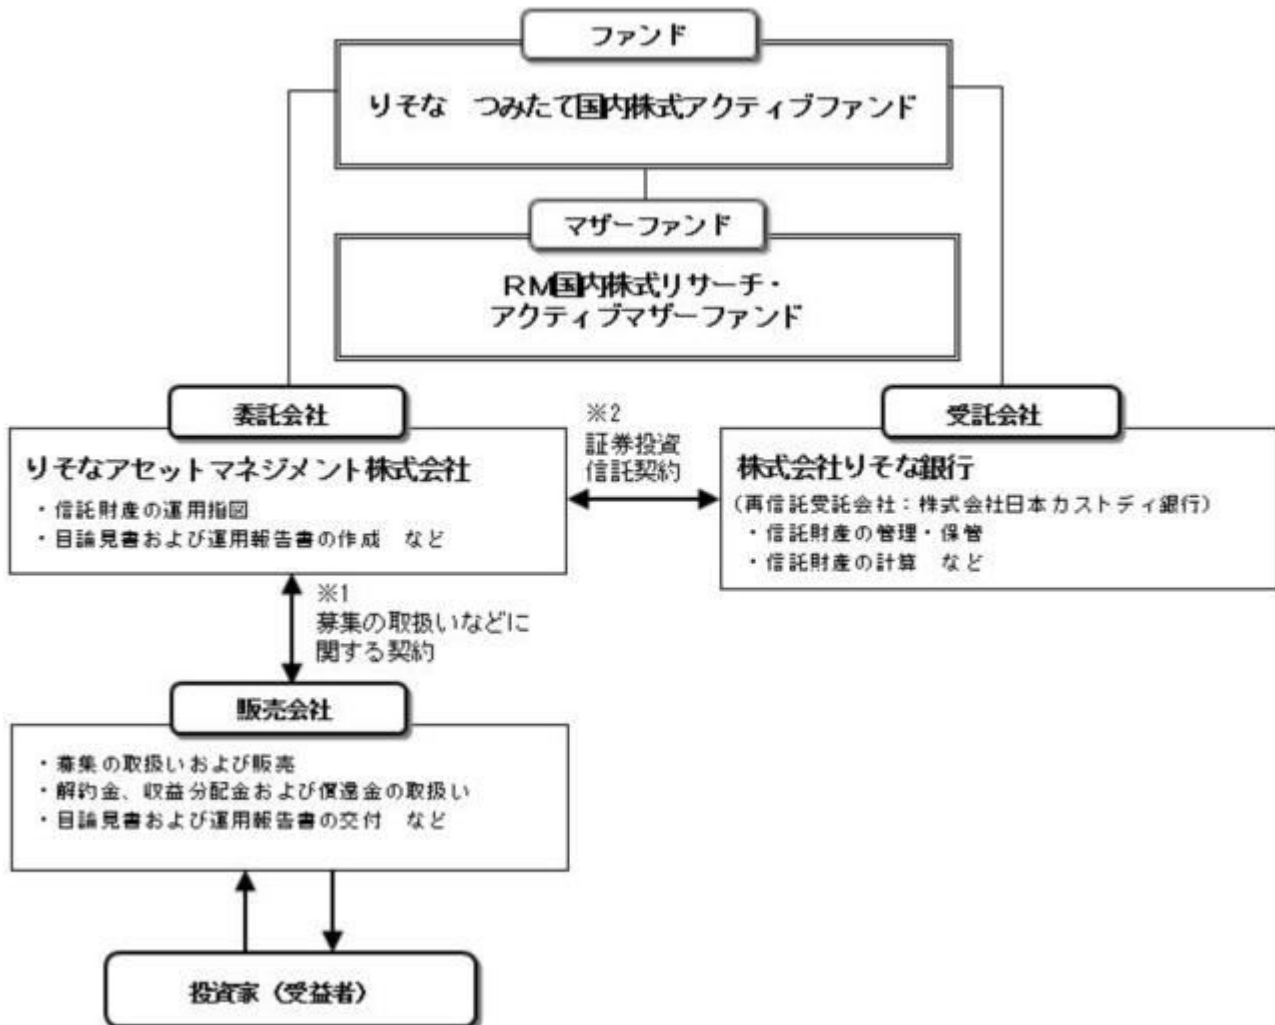 ファンド
りそな　つみたて国内株式アクティブファンド
マザーファンド
RM国内株式リサーチ・
アクティブマザーファンド
委託会社
りそなアセットマネジメント株式会社
・信託財産の運用指図
・目論見書および運用報告書の作成　など
※2
証券投資
信託契約
受託会社
株式会社りそな銀行
（再信託受託会社：株式会社日本カストディ銀行）
・信託財産の管理・保管
・信託財産の計算　など
※1
募集の取扱いなどに
関する契約
販売会社
・募集の取扱いおよび販売
・解約金、収益分配金および償還金の取扱い
・目論見書および運用報告書の交付　など
投資家（受益者）